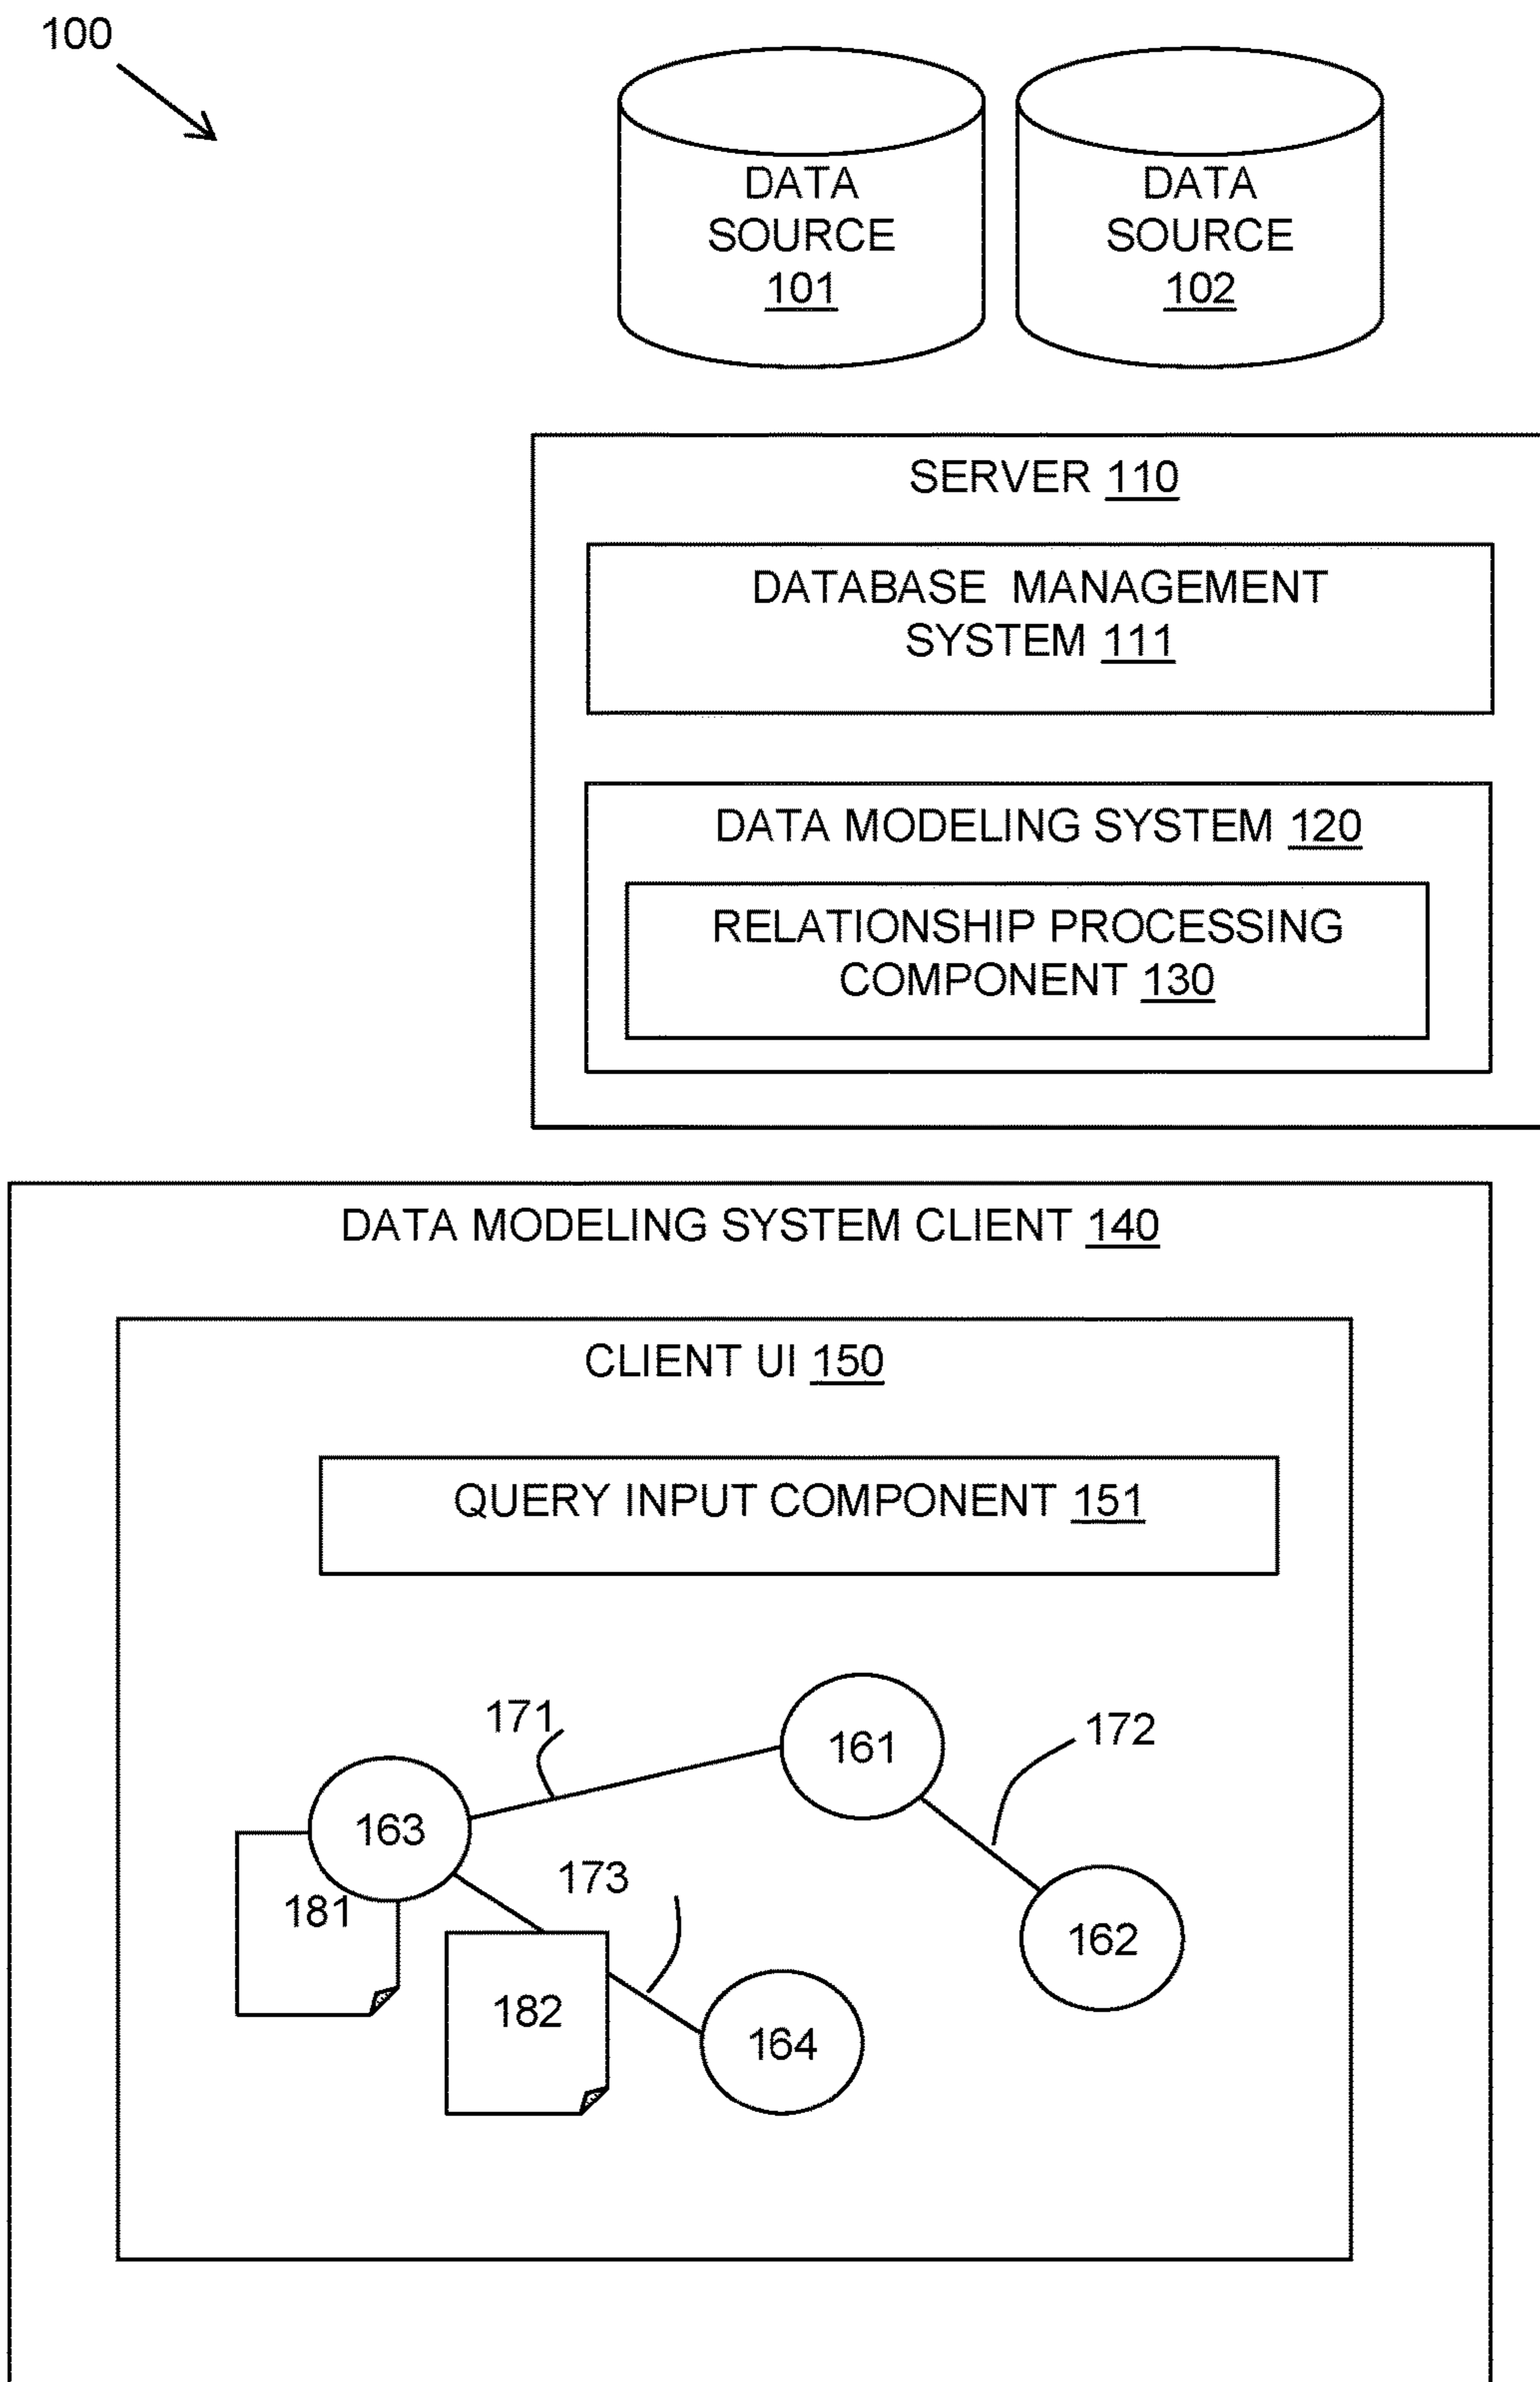 100
DATA
SOURCE
101
DATA
SOURCE
102
SERVER 110
DATABASE MANAGEMENT
SYSTEM 111
DATA MODELING SYSTEM 120
RELATIONSHIP PROCESSING
COMPONENT 130
DATA MODELING SYSTEM CLIENT 140
CLIENT UI 150
QUERY INPUT COMPONENT 151
171
161
172
163
173
181
162
182
164